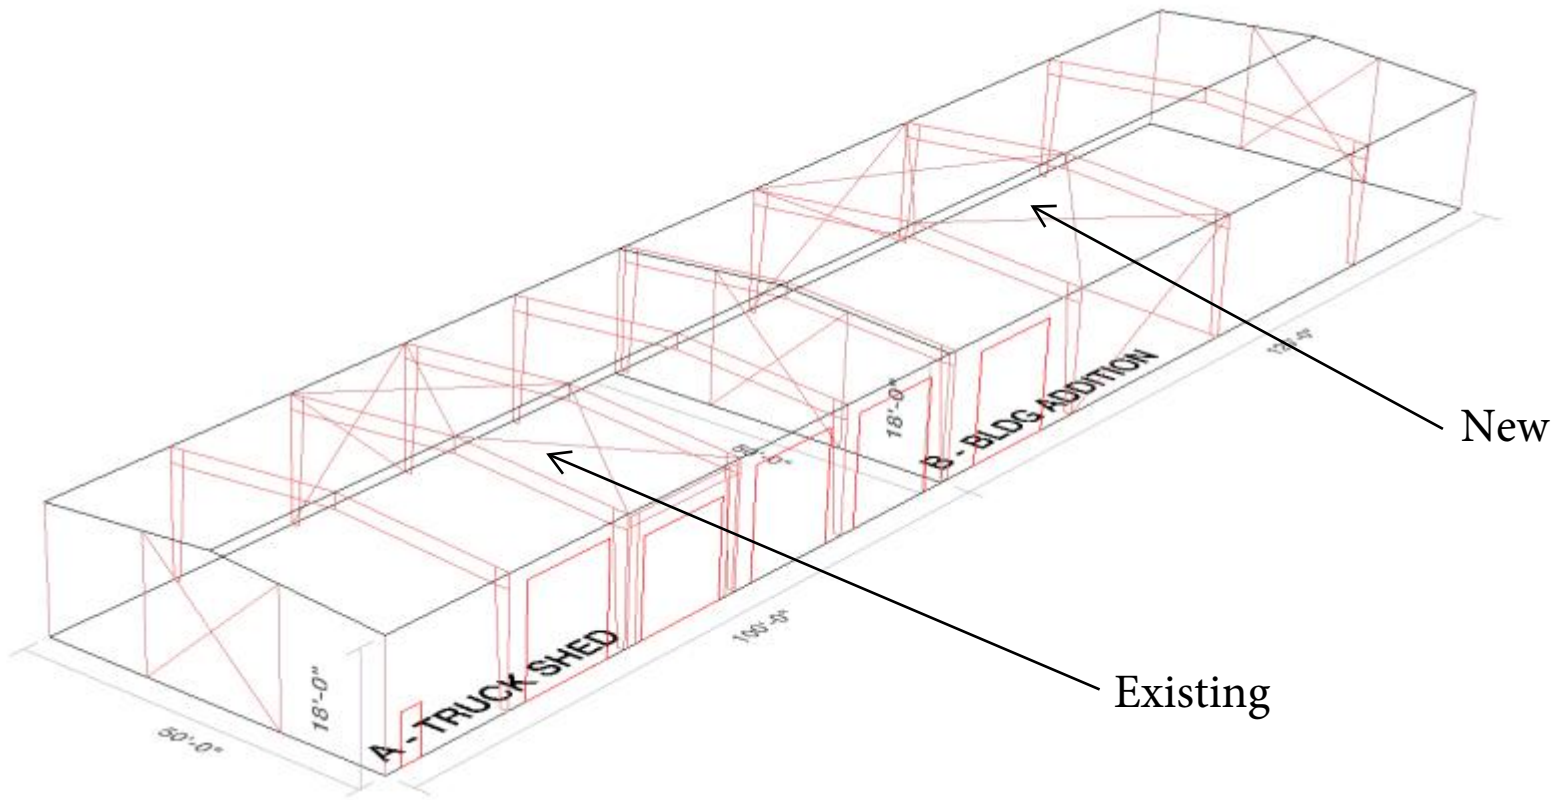 New
B - BLDG ADDITION
18'-0"
Existing
100'-0"
A - TRUCK SHED
18'-0"
50'-0"